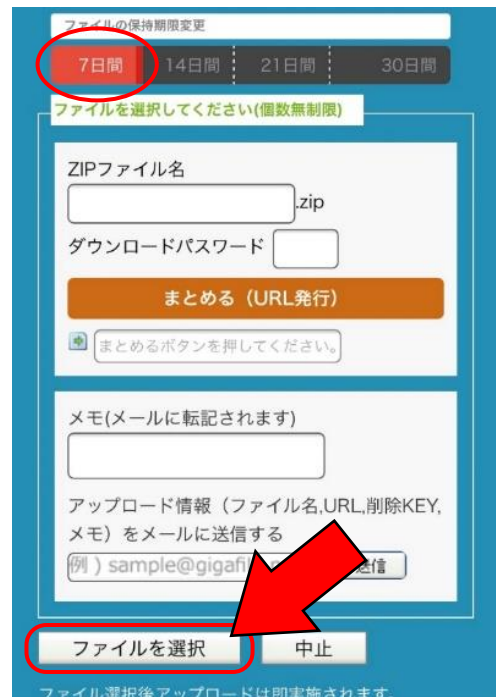 ファイルの保持期限変更
7日間 14日間 21日間 30日間
ファイルを選択してください(個数無制限)
ZIPファイル名
.zip
ダウンロードパスワード
まとめる（URL発行）
まとめるボタンを押してください。
メモ(メールに転記されます)
アップロード情報（ファイル名,URL,削除KEY,
メモ）をメールに送信する
例 ) sample@gigafil
送信
ファイルを選択 中止
ファイル選択後アップロードは即実施されます